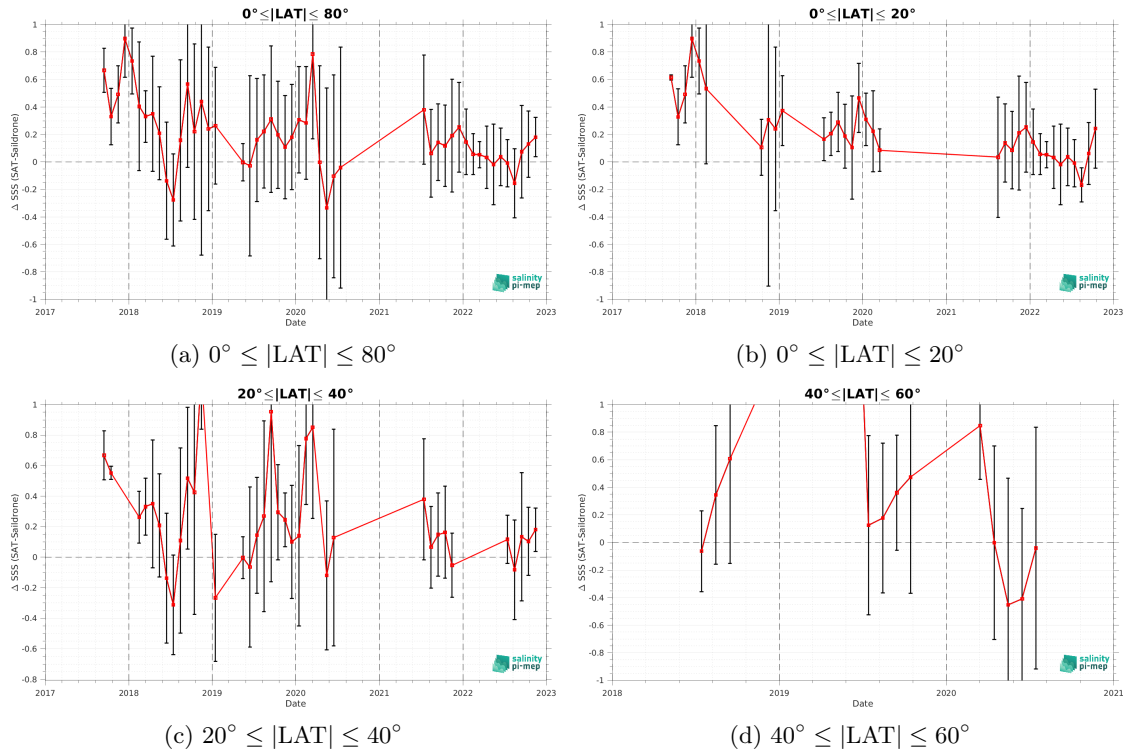 0°≤|LAT|≤ 80°
Δ SSS (SAT-Saildrone)
1
0.8
0.6
0.4
0.2
0
-0.2
-0.4
-0.6
-0.8
-1
2017 2018 2019 2020 2021 2022 2023
Date
salinity
pi-mep
(a) 0° ≤ |LAT| ≤ 80°
0°≤|LAT|≤ 20°
Δ SSS (SAT-Saildrone)
1
0.8
0.6
0.4
0.2
0
-0.2
-0.4
-0.6
-0.8
-1
2017 2018 2019 2020 2021 2022 2023
Date
salinity
pi-mep
(b) 0° ≤ |LAT| ≤ 20°
20°≤|LAT|≤ 40°
Δ SSS (SAT-Saildrone)
1
0.8
0.6
0.4
0.2
0
-0.2
-0.4
-0.6
-0.8
2017 2018 2019 2020 2021 2022 2023
Date
salinity
pi-mep
(c) 20° ≤ |LAT| ≤ 40°
40°≤|LAT|≤ 60°
Δ SSS (SAT-Saildrone)
1
0.8
0.6
0.4
0.2
0
-0.2
-0.4
-0.6
-0.8
-1
2018 2019 2020 2021
Date
salinity
pi-mep
(d) 40° ≤ |LAT| ≤ 60°